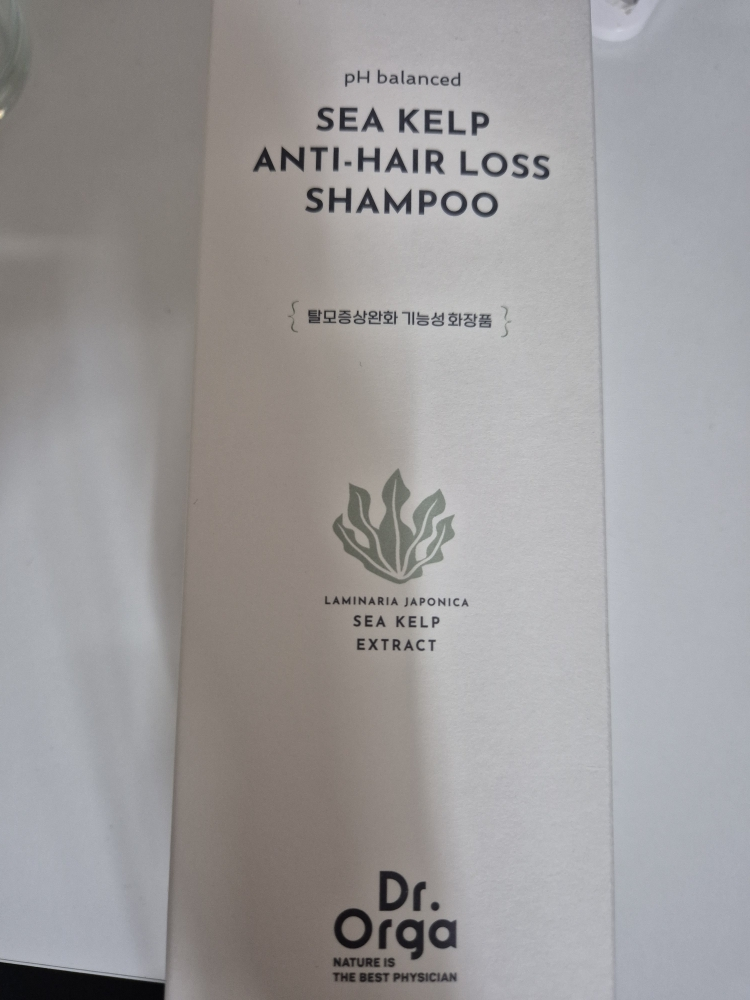 pH balanced
SEA KELP
ANTI-HAIR LOSS
SHAMPOO
{ 탈모증상완화 기능성 화장품 }
LAMINARIA JAPONICA
SEA KELP
EXTRACT
Dr.
Orga
NATURE IS
THE BEST PHYSICIAN